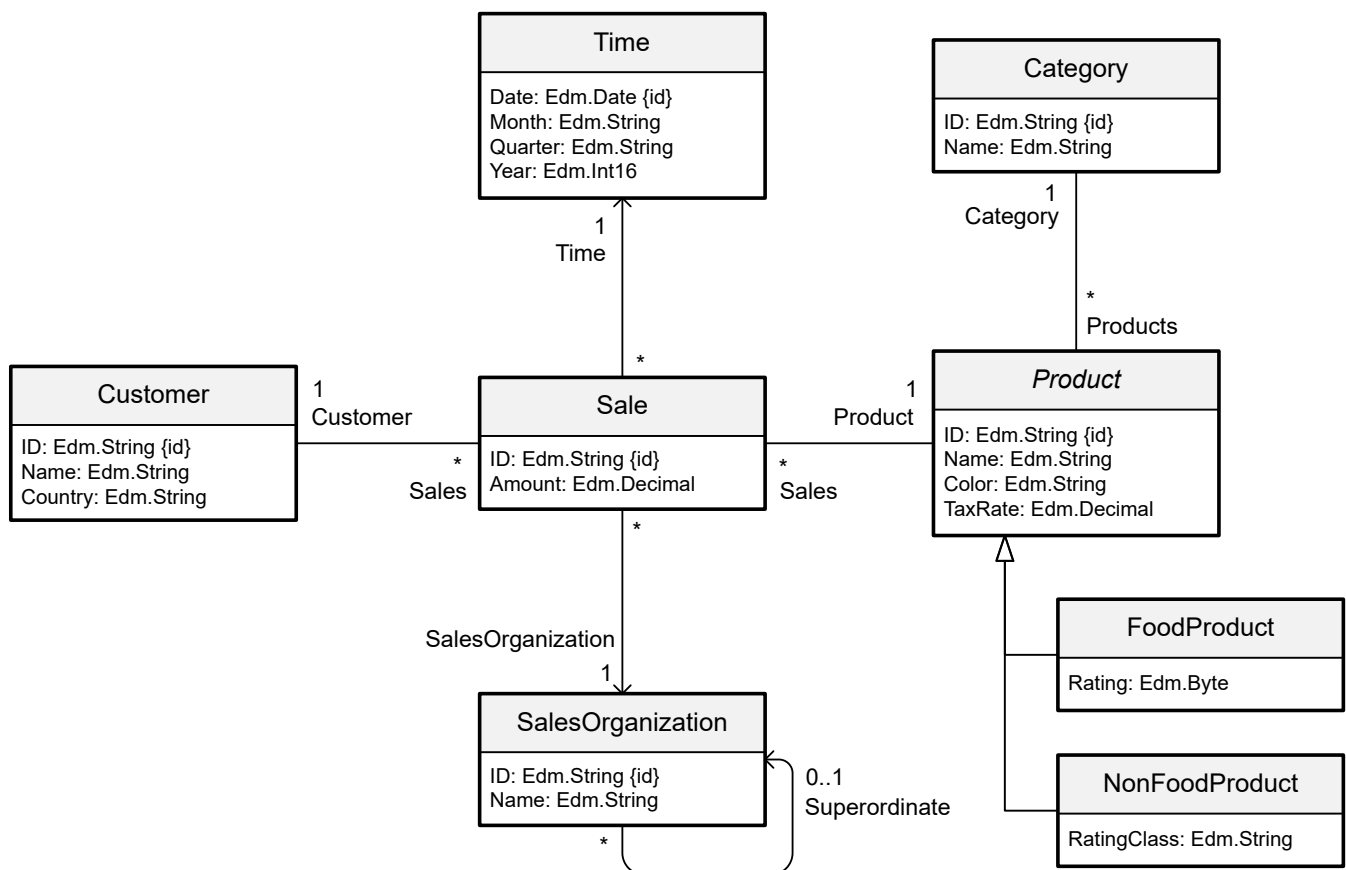 Time
Date: Edm.Date {id}
Month: Edm.String
Quarter: Edm.String
Year: Edm.Int16
Category
ID: Edm.String {id}
Name: Edm.String
1
Time
1
Category
*
Products
*
Customer
ID: Edm.String {id}
Name: Edm.String
Country: Edm.String
1
Customer
*
Sales
Sale
ID: Edm.String {id}
Amount: Edm.Decimal
1
Product
*
Sales
Product
ID: Edm.String {id}
Name: Edm.String
Color: Edm.String
TaxRate: Edm.Decimal
*
SalesOrganization
1
SalesOrganization
ID: Edm.String {id}
Name: Edm.String
*
0..1
Superordinate
FoodProduct
Rating: Edm.Byte
NonFoodProduct
RatingClass: Edm.String